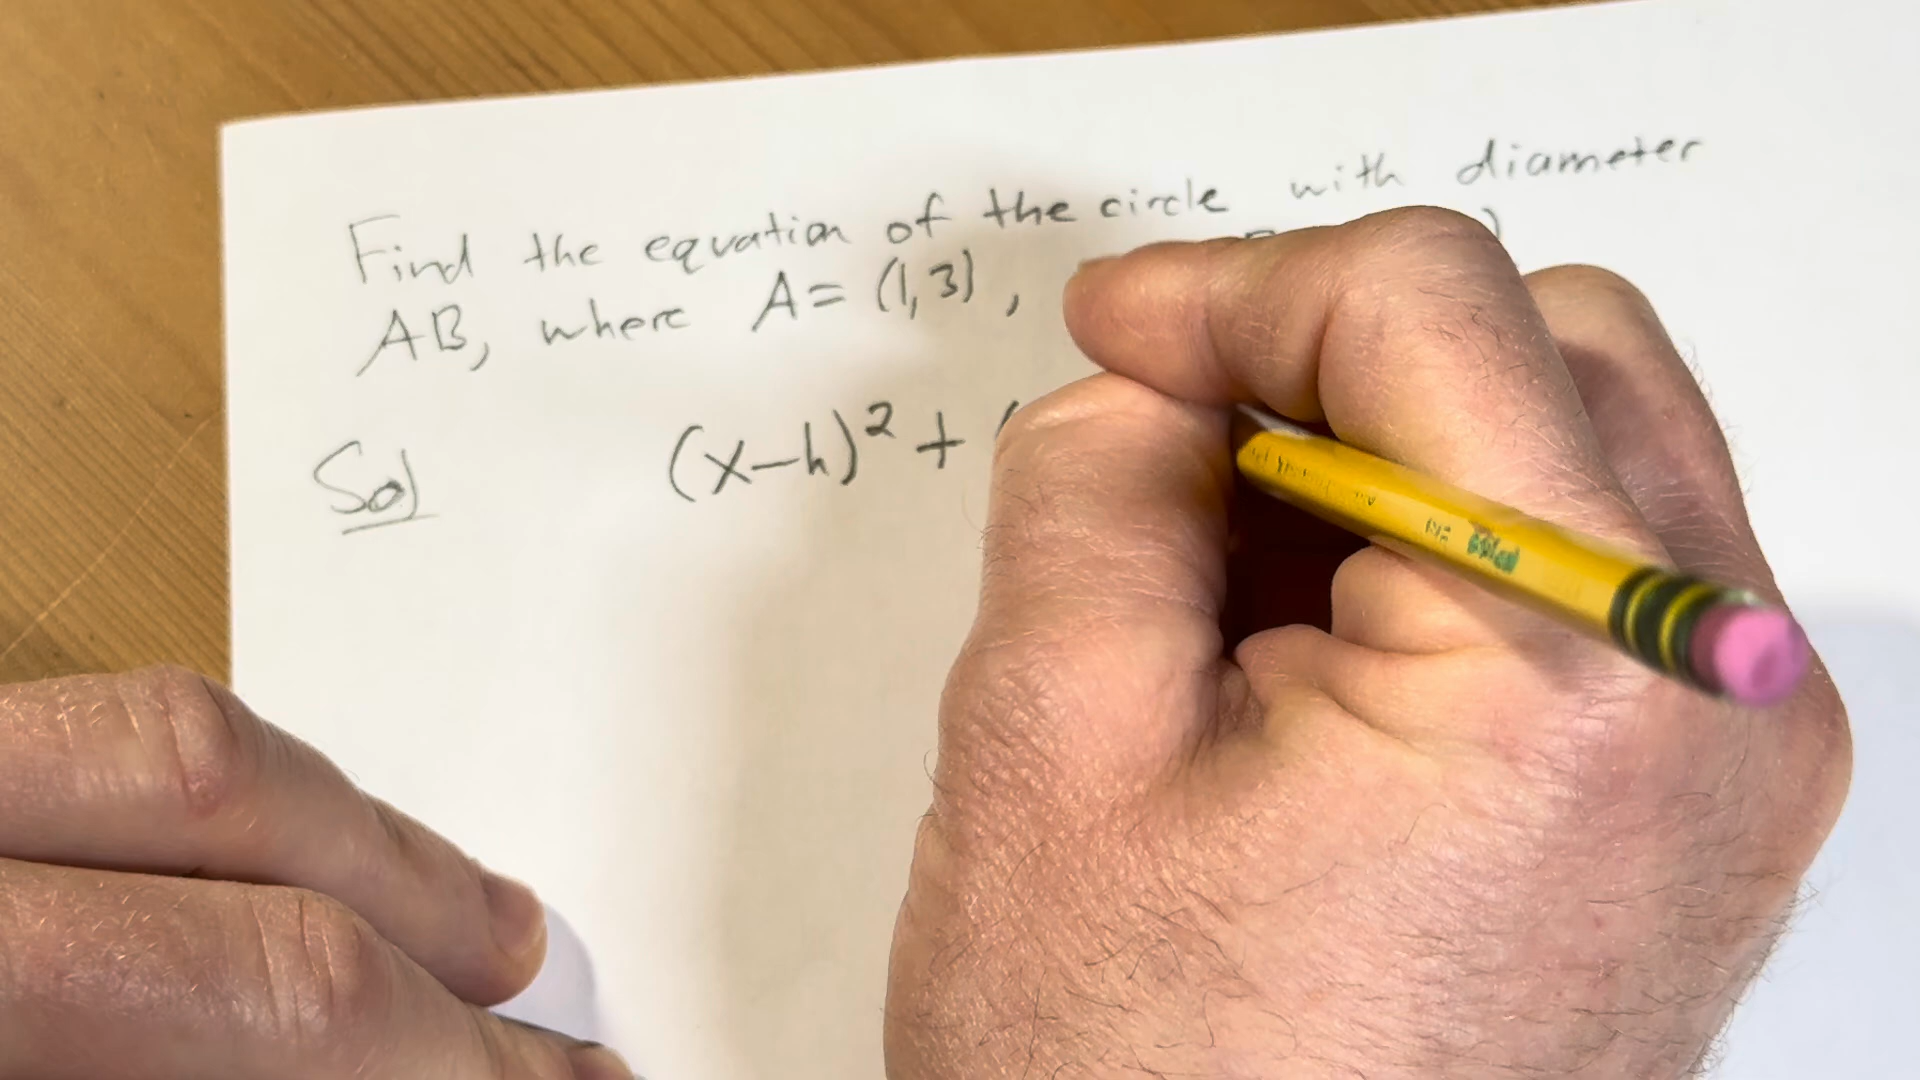 Find the equation of the circle with diameter
AB, where A = (1,3),
Sol (x-h)² + (